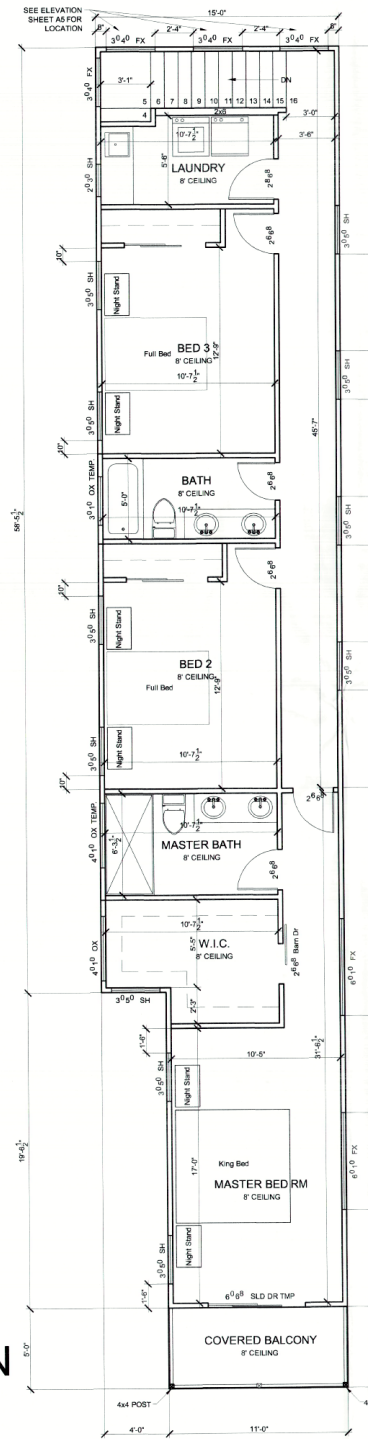 SEE ELEVATION
SHEET A5 FOR
LOCATION
15'-0"
6"
6"
3040 FX
2'-4"
3040 FX
2'-4"
3040 FX
3040 FX
3'-1"
DN
5 6 7 8 9 10 11 12 13 14 15 16
4
2x6
3'-0"
10'-7 1/2"
3'-6"
5'-6"
LAUNDRY
8' CEILING
2030 SH
2668
2668
3050 SH
10"
Night Stand
Full Bed
BED 3
8' CEILING
12'-9"
10'-7 1/2"
3050 SH
Night Stand
3050 SH
45'-7"
10"
BATH
8' CEILING
5'-0"
10'-7 1/2"
2668
3010 OX TEMP.
58'-5 1/2"
3050 SH
2668
10"
3050 SH
Night Stand
BED 2
8' CEILING
Full Bed
12'-9"
3050 SH
10'-7 1/2"
3050 SH
Night Stand
10"
2668
4010 OX TEMP.
10'-7 1/2"
6'-3 1/2"
MASTER BATH
8' CEILING
2668
10'-7 1/2"
5'-5"
W.I.C.
8' CEILING
4010 OX
2668 Barn Dr
6010 FX
3050 SH
2'-3"
1'-6"
10'-5"
31'-8 1/2"
3050 SH
Night Stand
19'-6 1/2"
17'-0"
King Bed
MASTER BED RM
8' CEILING
6010 FX
Night Stand
3050 SH
1'-6"
6068 SLD DR TMP
COVERED BALCONY
8' CEILING
5'-0"
N
4x4 POST
4
4'-0"
11'-0"